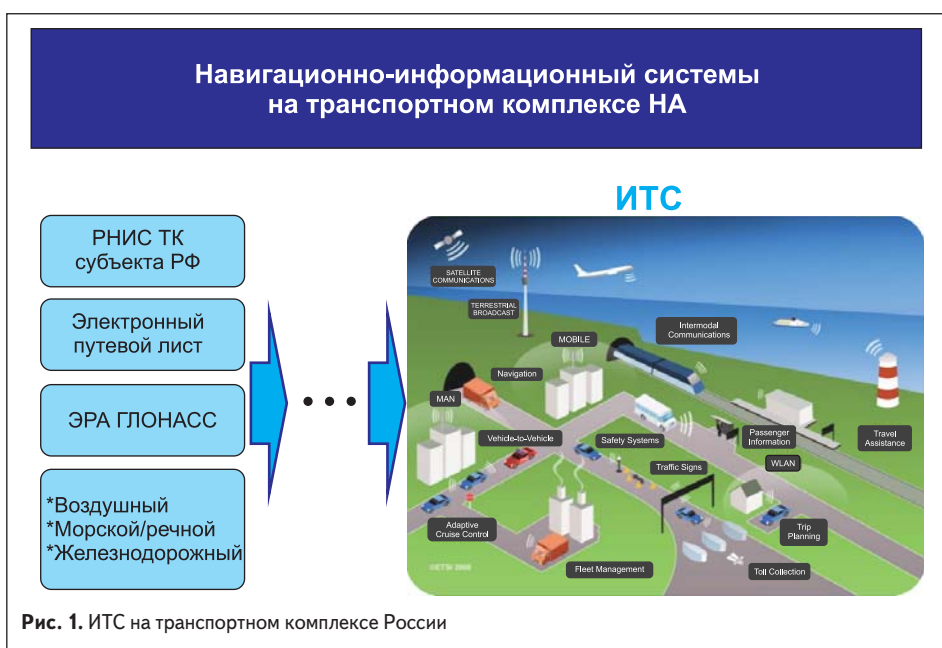 Навигационно-информационный системы
на транспортном комплексе НА
ИТС
РНИС ТК
субъекта РФ
Электронный
путевой лист
ЭРА ГЛОНАСС
*Воздушный
*Морской/речной
*Железнодорожный
• • •
SATELLITE
COMMUNICATIONS
TERRESTRIAL
BROADCAST
MOBILE
Intermodal
Communications
Navigation
MAN
Vehicle-to-Vehicle
Safety Systems
Passenger
Information
Travel
Assistance
Traffic Signs
WLAN
Adaptive
Cruise Control
Trip
Planning
Fleet Management
Toll Collection
©ETSI 2008
Рис. 1. ИТС на транспортном комплексе России